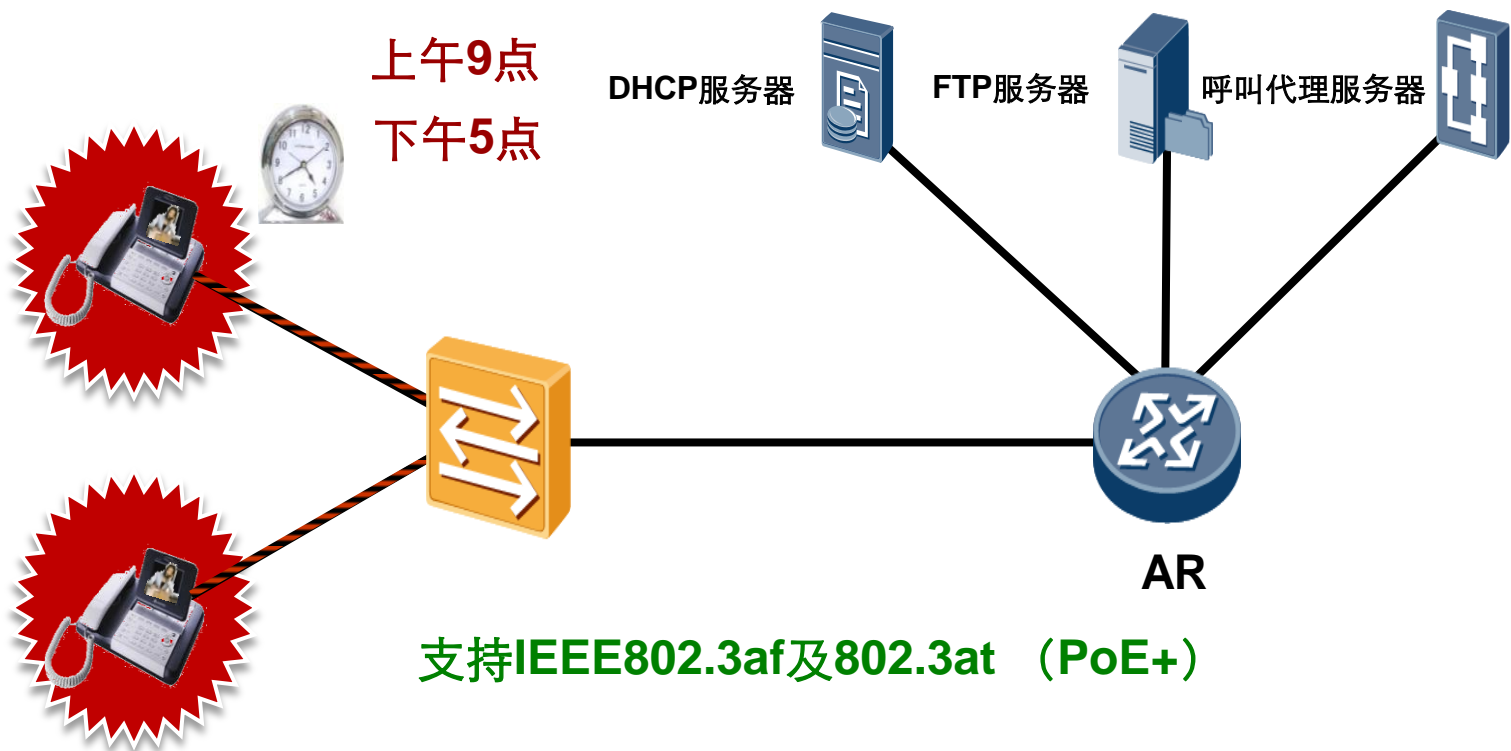 上午9点
下午5点
DHCP服务器
FTP服务器
呼叫代理服务器
AR
支持IEEE802.3af及802.3at （PoE+）